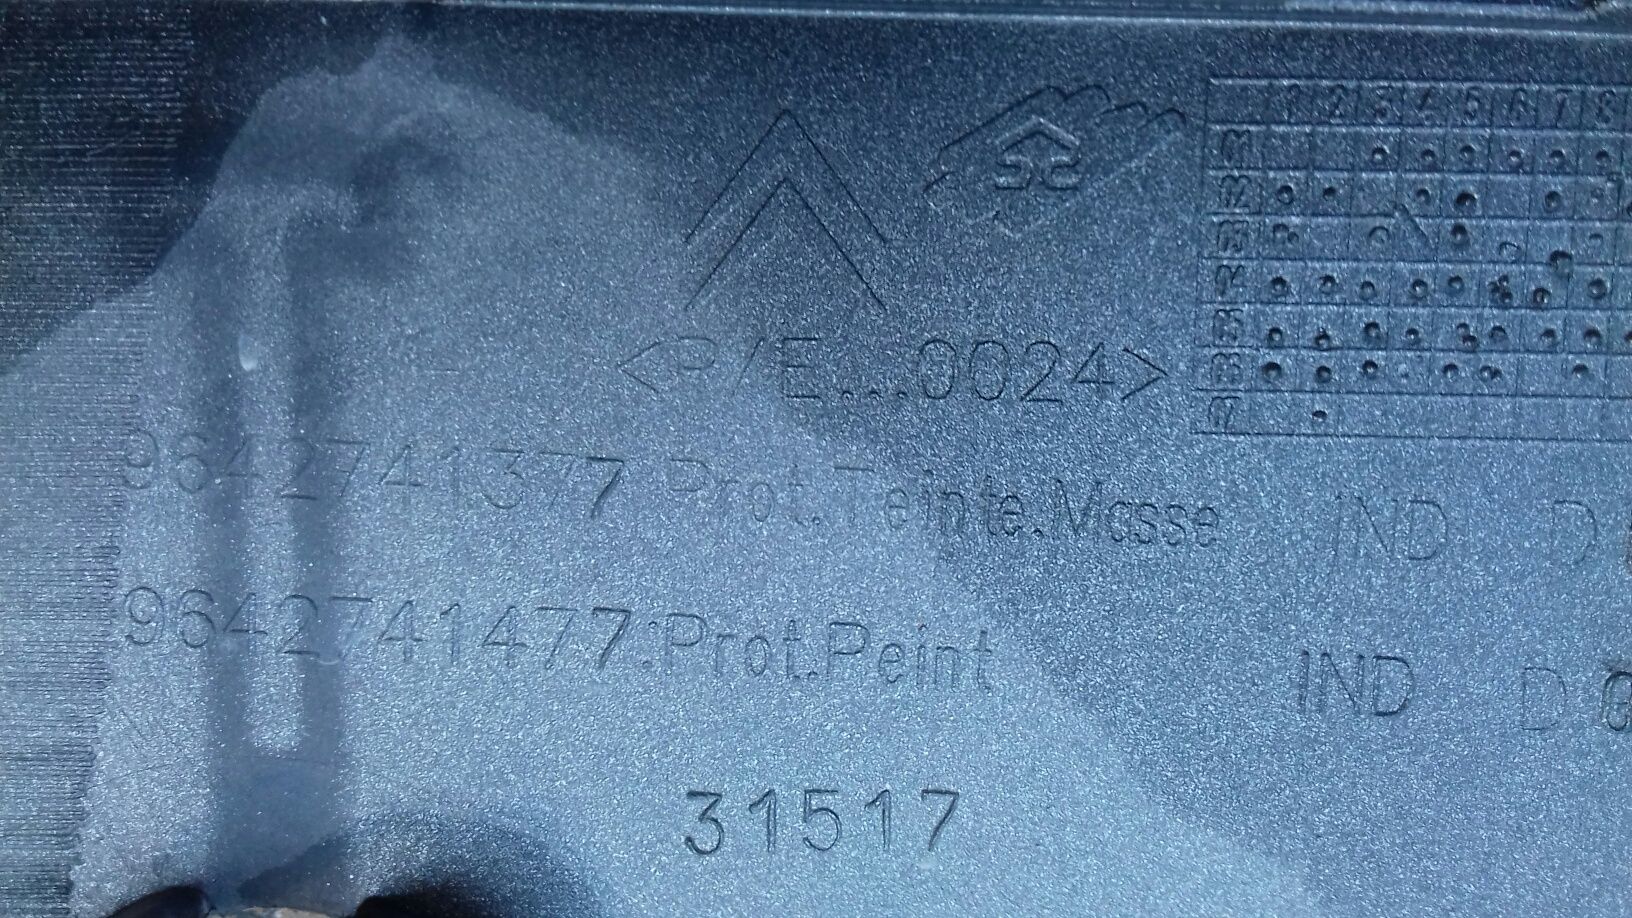 1 2 3 4 5 6 7 8
01
02
03
04
05
06
07
<P/E...0024>
9642741377:Prot.Teinte.Masse IND D
9642741477:Prot.Peint IND D.0
31517